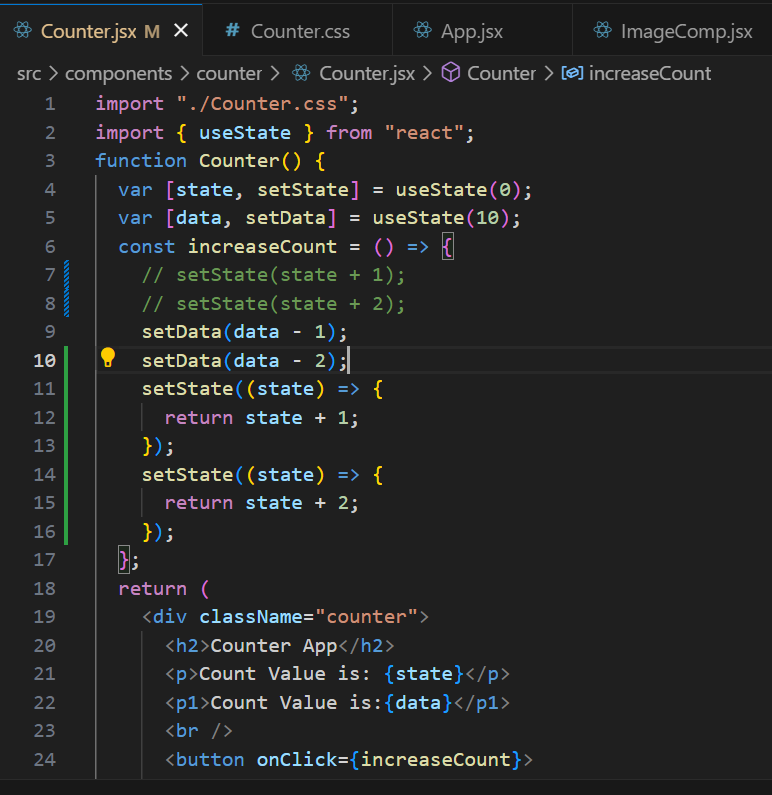 Counter.jsx M
# Counter.css
App.jsx
ImageComp.jsx
src > components > counter > Counter.jsx > Counter > increaseCount
1 import "./Counter.css";
2 import { useState } from "react";
3 function Counter() {
4 var [state, setState] = useState(0);
5 var [data, setData] = useState(10);
6 const increaseCount = () => {
7 // setState(state + 1);
8 // setState(state + 2);
9 setData(data - 1);
10 setData(data - 2);
11 setState((state) => {
12 return state + 1;
13 });
14 setState((state) => {
15 return state + 2;
16 });
17 };
18 return (
19 <div className="counter">
20 <h2>Counter App</h2>
21 <p>Count Value is: {state}</p>
22 <p1>Count Value is:{data}</p1>
23 <br />
24 <button onClick={increaseCount}>